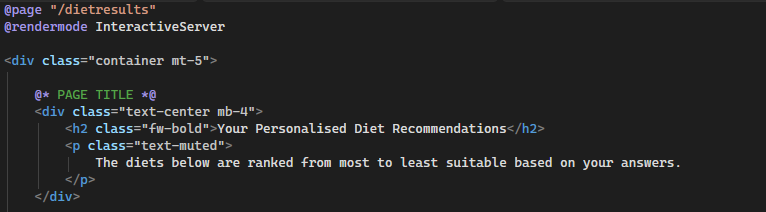 @page "/dietresults"
@rendermode InteractiveServer
<div class="container mt-5">
@* PAGE TITLE *@
<div class="text-center mb-4">
<h2 class="fw-bold">Your Personalised Diet Recommendations</h2>
<p class="text-muted">
The diets below are ranked from most to least suitable based on your answers.
</p>
</div>